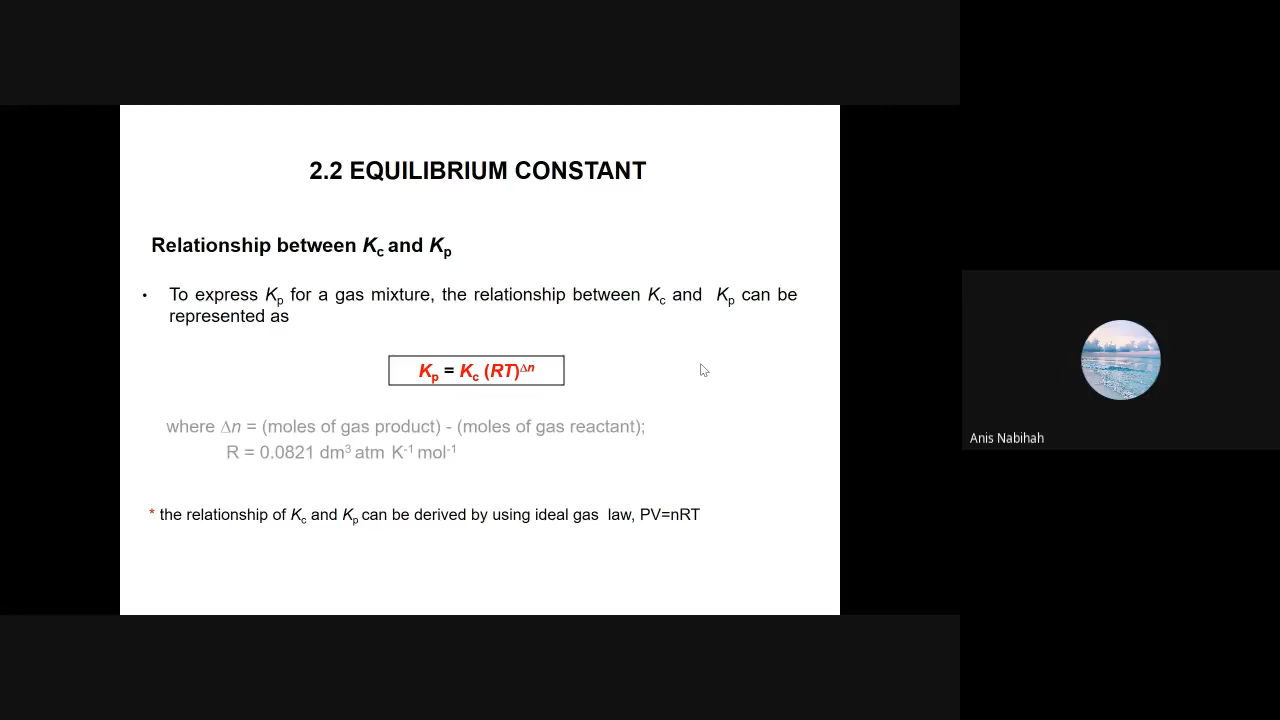 2.2 EQUILIBRIUM CONSTANT
Relationship between Kc and Kp
• To express Kp for a gas mixture, the relationship between Kc and Kp can be
represented as
Kp = Kc (RT)^Δn
where Δn = (moles of gas product) - (moles of gas reactant);
R = 0.0821 dm³ atm K⁻¹ mol⁻¹
* the relationship of Kc and Kp can be derived by using ideal gas law, PV=nRT
Anis Nabihah